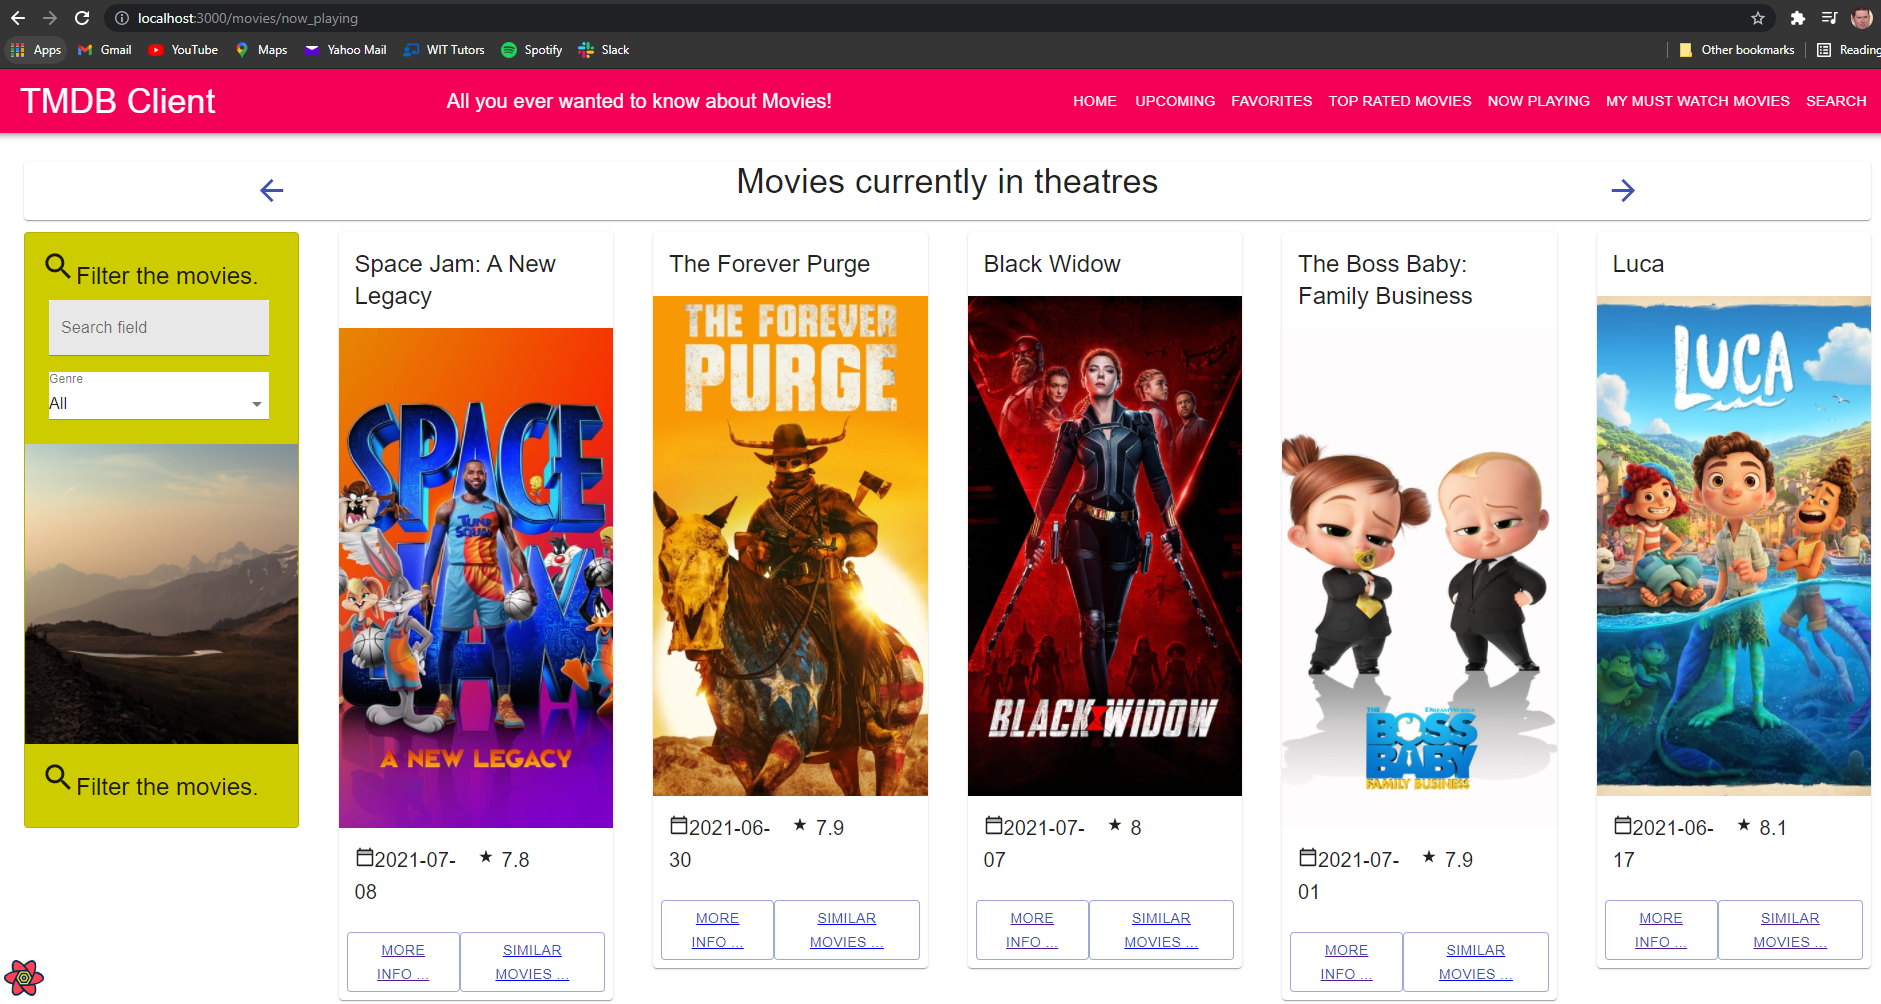 localhost:3000/movies/now_playing
Apps Gmail YouTube Maps Yahoo Mail WIT Tutors Spotify Slack Other bookmarks Reading
TMDB Client All you ever wanted to know about Movies! HOME UPCOMING FAVORITES TOP RATED MOVIES NOW PLAYING MY MUST WATCH MOVIES SEARCH
Movies currently in theatres
Filter the movies.
Search field
Genre
All
Filter the movies.
Space Jam: A New
Legacy
SPACE
TUNE
SQUAD
JAM
A NEW LEGACY
2021-07-
08
7.8
MORE
INFO ...
SIMILAR
MOVIES ...
The Forever Purge
THE FOREVER
PURGE
2021-06-
30
7.9
MORE
INFO ...
SIMILAR
MOVIES ...
Black Widow
BLACK WIDOW
2021-07-
07
8
MORE
INFO ...
SIMILAR
MOVIES ...
The Boss Baby:
Family Business
THE DREAMWORKS
BOSS
BABY
FAMILY BUSINESS
2021-07-
01
7.9
MORE
INFO ...
SIMILAR
MOVIES ...
Luca
LUCA
2021-06-
17
8.1
MORE
INFO ...
SIMILAR
MOVIES ...